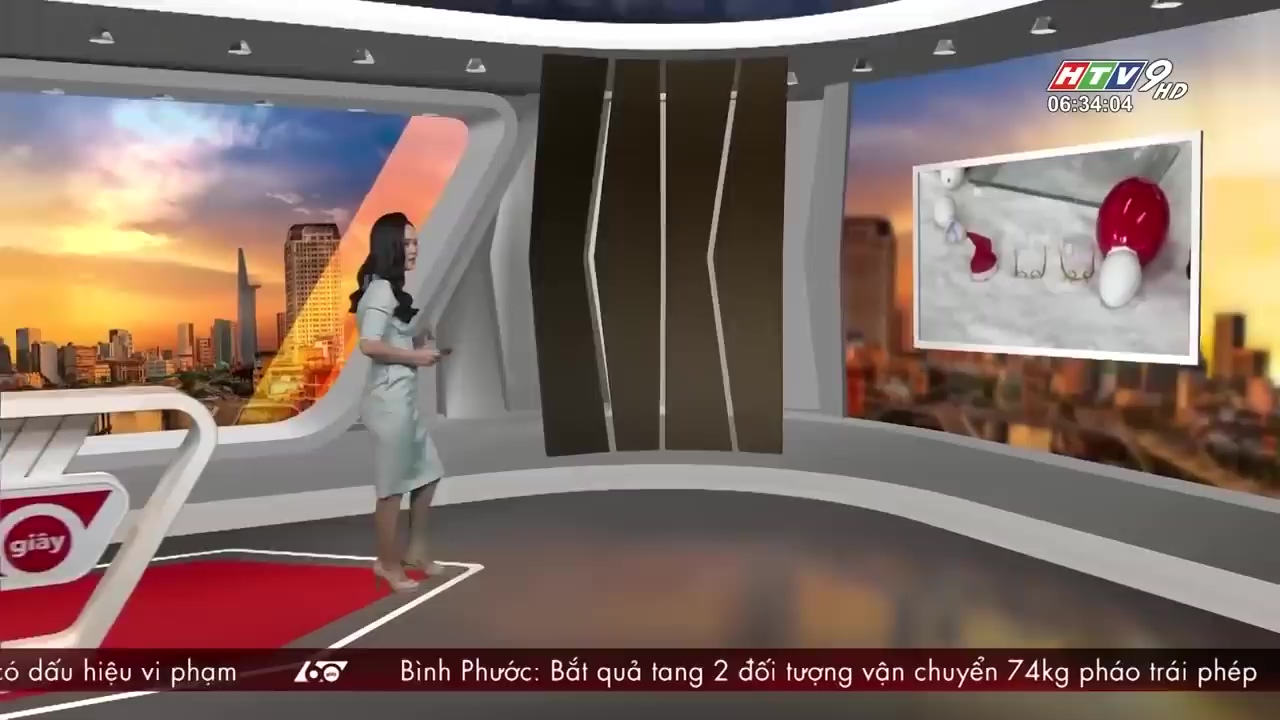 HTV9 HD
06:34:04
giây
có dấu hiệu vi phạm 60 giây Bình Phước: Bắt quả tang 2 đối tượng vận chuyển 74kg pháo trái phép